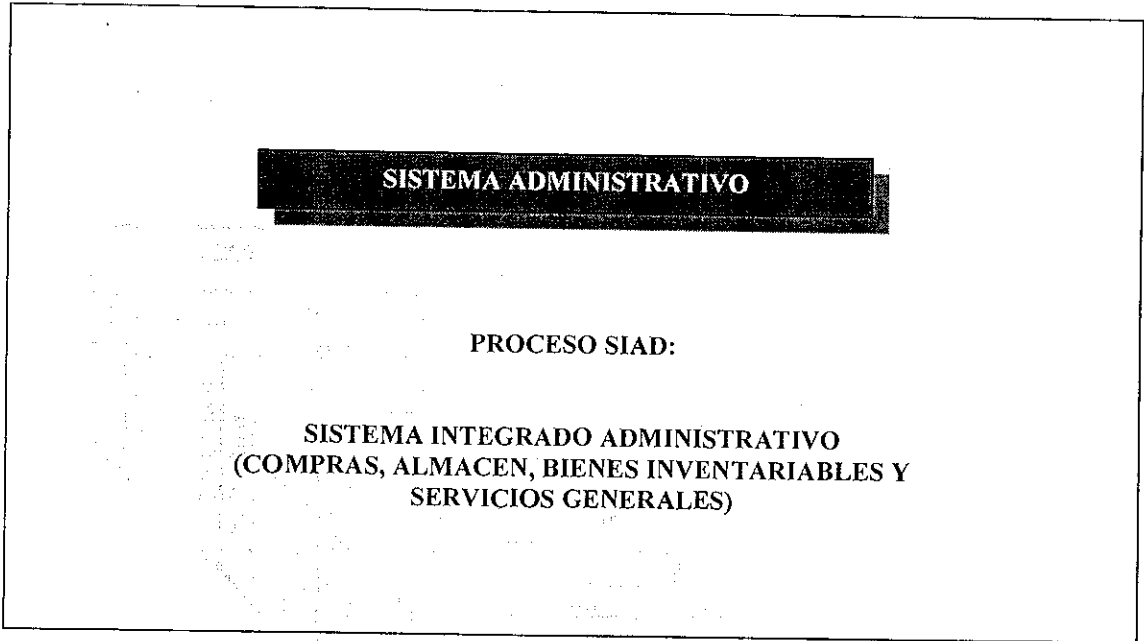 SISTEMA ADMINISTRATIVO
PROCESO SIAD:
SISTEMA INTEGRADO ADMINISTRATIVO
(COMPRAS, ALMACEN, BIENES INVENTARIABLES Y
SERVICIOS GENERALES)